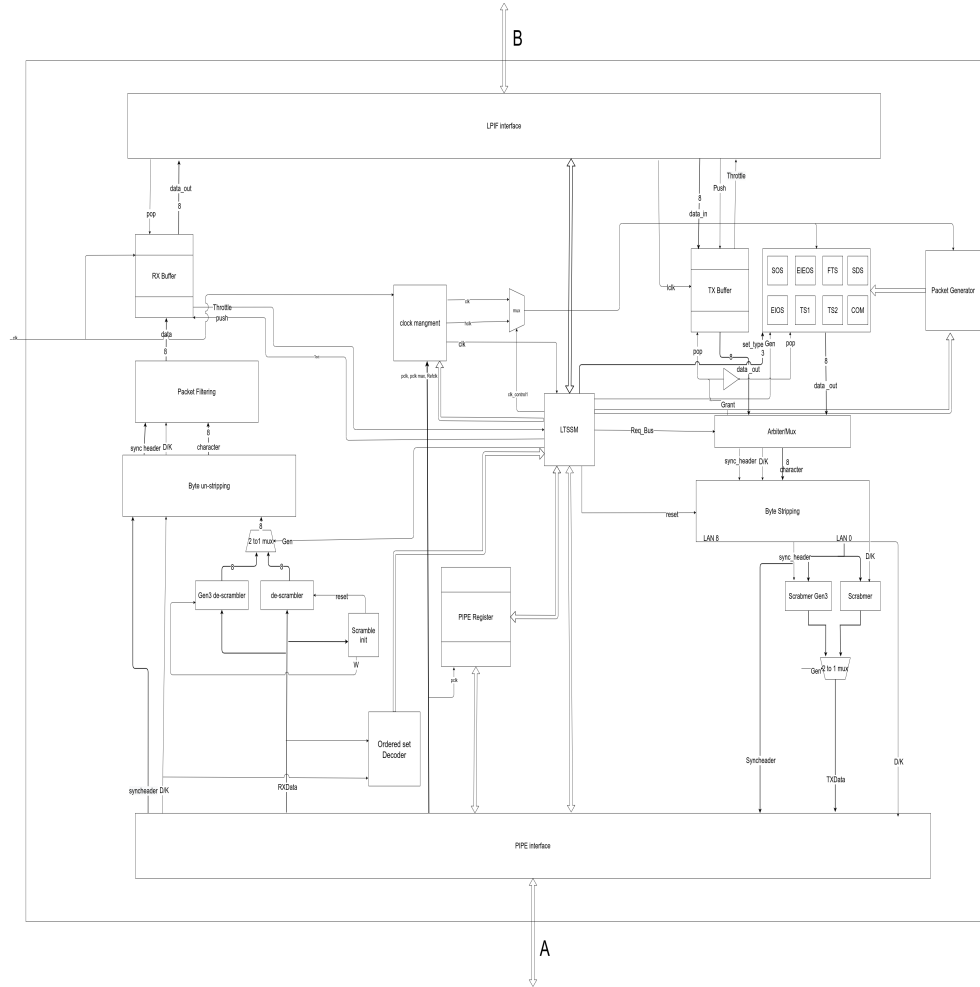 B
LPIF interface
data_out
8
pop
8
Push
Throttle
data_in
RX Buffer
TX Buffer
lclk
SOS
EIEOS
FTS
SDS
EIOS
TS1
TS2
COM
Packet Generator
clock mangment
clk
lclk
mux
clk
Throttle
push
data
8
clk
set_type
Gen
3
pop
pop
8
data_out
8
data_out
Packet Filtering
pclk, pclk max, Refclk
clk_control1
Grant
LTSSM
Req_Bus
Arbiter/Mux
sync header
D/K
8
character
sync_header
D/K
8
character
Byte un-stripping
Byte Stripping
reset
8
2 to1 mux
Gen
LAN 8
LAN 0
sync_header
D/K
8
8
Gen3 de-scrambler
de-scrambler
reset
Scramble
init
W
PIPE Register
Scrabmer Gen3
Scrabmer
Gen
2 to 1 mux
pclk
Ordered set
Decoder
syncheader
D/K
RXData
Syncheader
TXData
D/K
PIPE interface
A